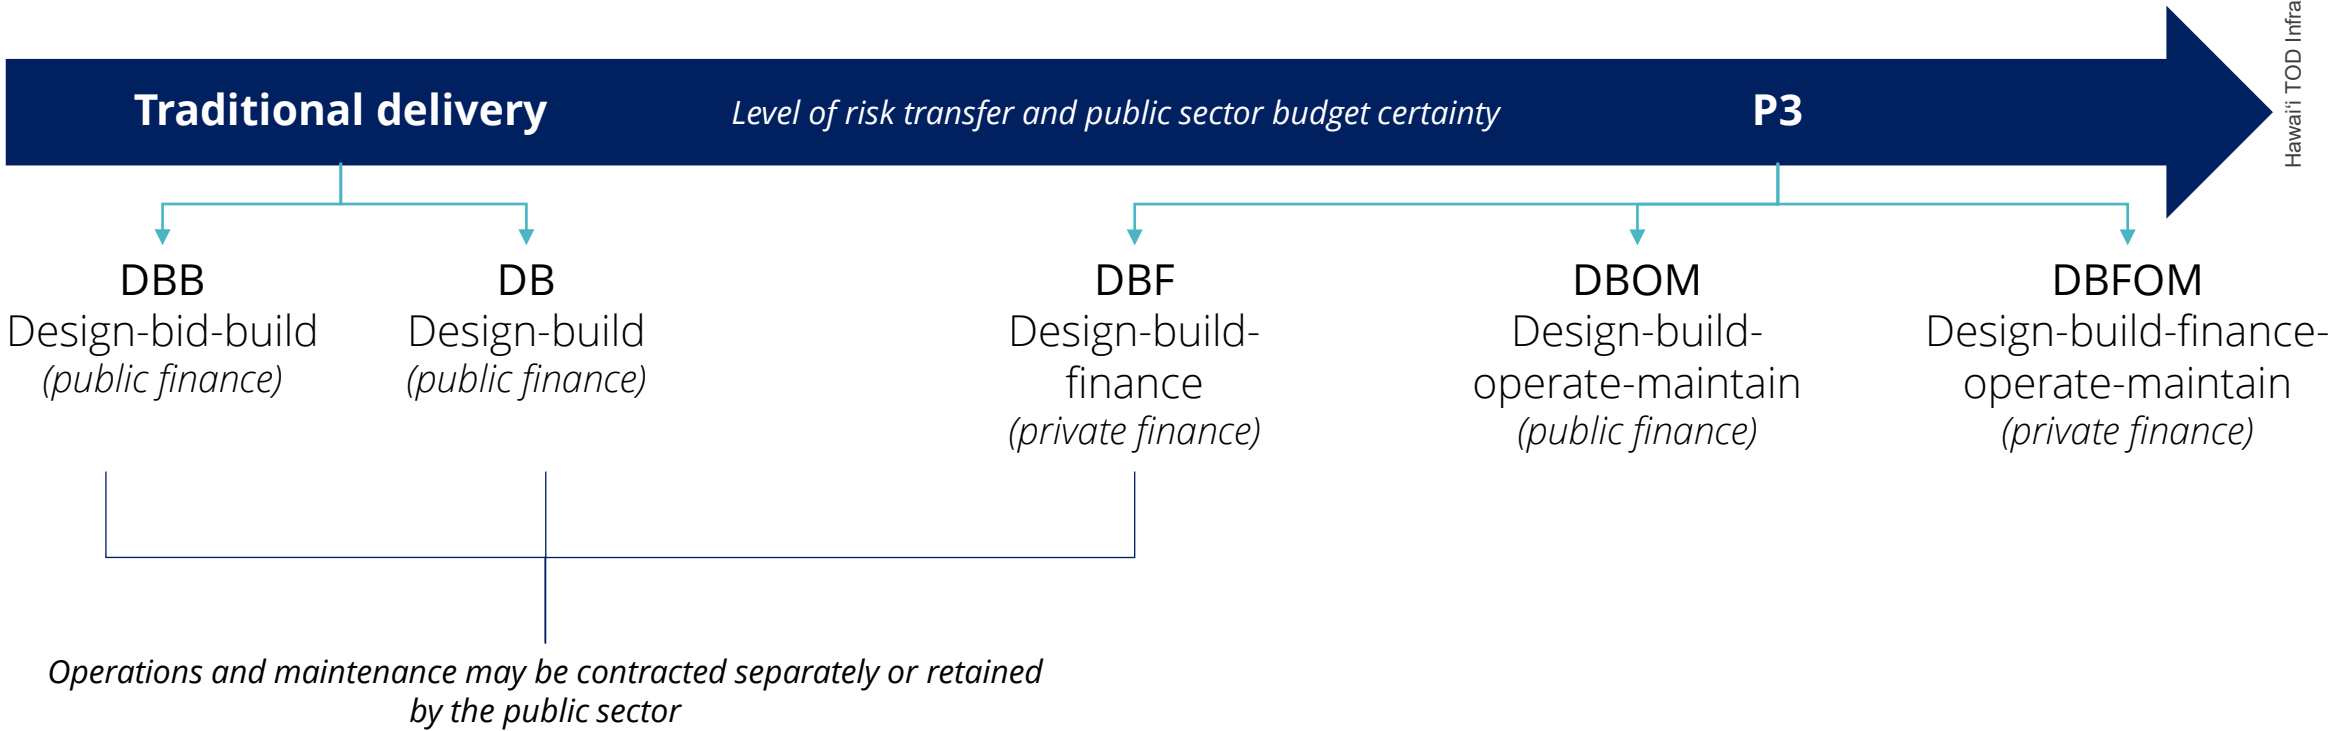 Traditional delivery
Level of risk transfer and public sector budget certainty
P3
Hawaiʻi TOD Infra
DBB
Design-bid-build
(public finance)
DB
Design-build
(public finance)
DBF
Design-build-
finance
(private finance)
DBOM
Design-build-
operate-maintain
(public finance)
DBFOM
Design-build-finance-
operate-maintain
(private finance)
Operations and maintenance may be contracted separately or retained
by the public sector